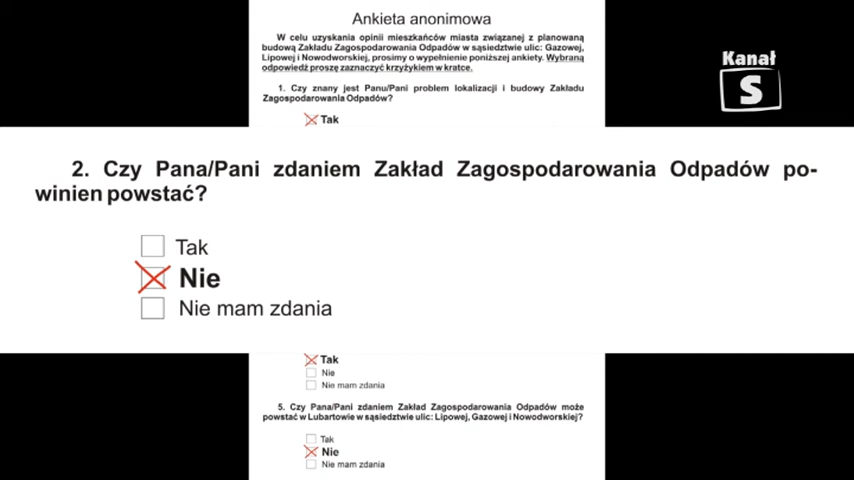 Ankieta anonimowa
W celu uzyskania opinii mieszkańców miasta związanej z planowaną
budową Zakładu Zagospodarowania Odpadów w sąsiedztwie ulic: Gazowej,
Lipowej i Nowodworskiej, prosimy o wypełnienie poniższej ankiety. Wybraną
odpowiedź proszę zaznaczyć krzyżykiem w kratce.
Kanał
S
1. Czy znany jest Panu/Pani problem lokalizacji i budowy Zakładu
Zagospodarowania Odpadów?
Tak
2. Czy Pana/Pani zdaniem Zakład Zagospodarowania Odpadów po-
winien powstać?
Tak
Nie
Nie mam zdania
Tak
Nie
Nie mam zdania
5. Czy Pana/Pani zdaniem Zakład Zagospodarowania Odpadów może
powstać w Lubartowie w sąsiedztwie ulic: Lipowej, Gazowej i Nowodworskiej?
Tak
Nie
Nie mam zdania